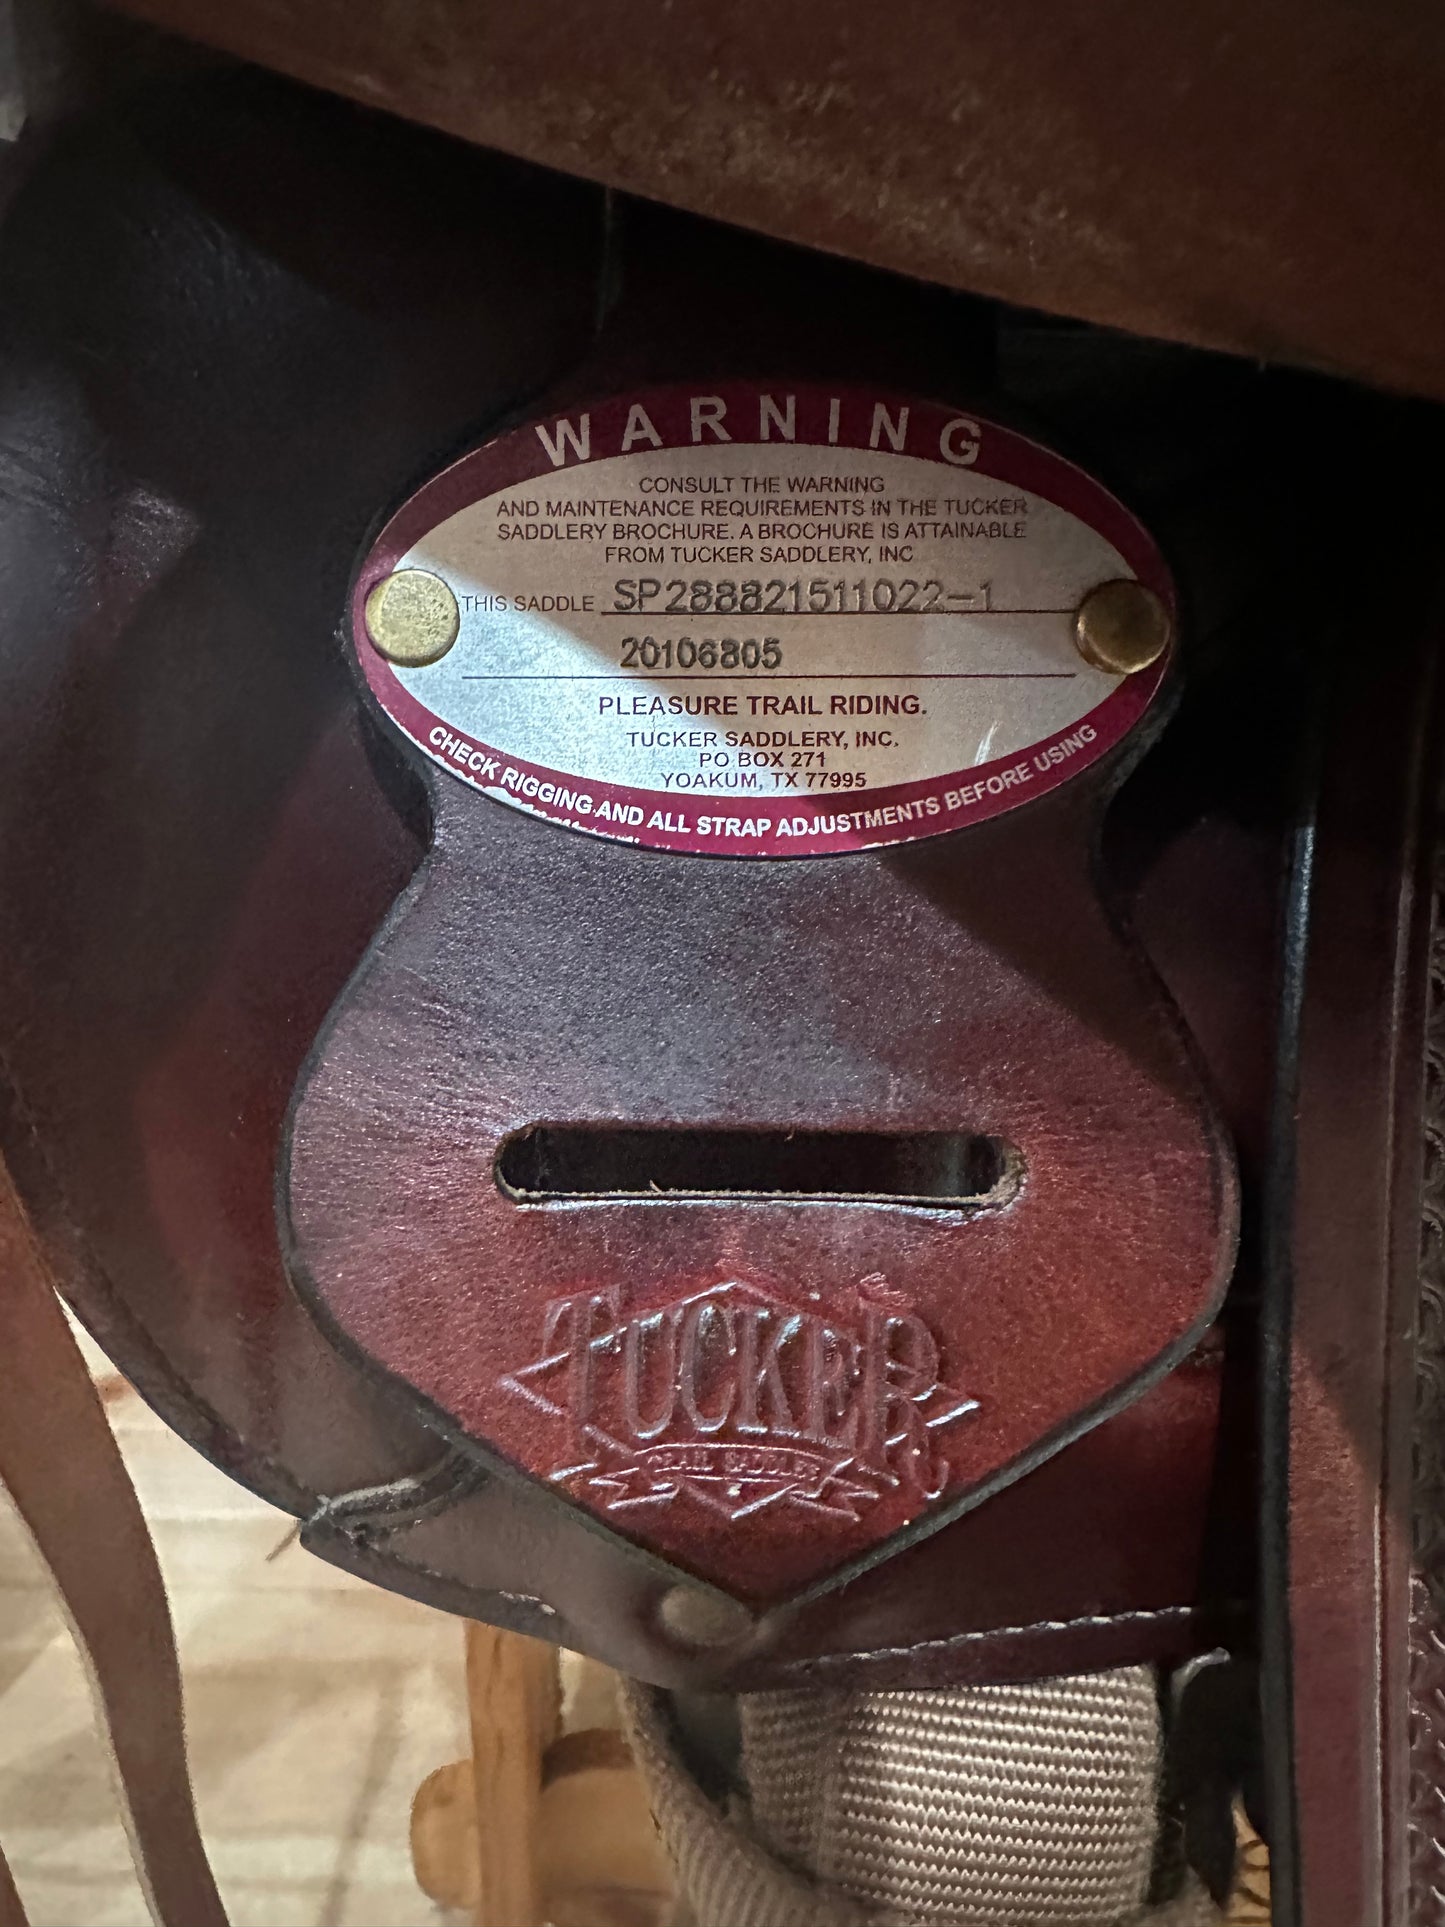 WARNING
CONSULT THE WARNING
AND MAINTENANCE REQUIREMENTS IN THE TUCKER
SADDLERY BROCHURE. A BROCHURE IS ATTAINABLE
FROM TUCKER SADDLERY, INC
THIS SADDLE SP288821511022-1
20106805
PLEASURE TRAIL RIDING.
TUCKER SADDLERY, INC.
PO BOX 271
YOAKUM, TX 77995
CHECK RIGGING AND ALL STRAP ADJUSTMENTS BEFORE USING
TUCKER
TRAIL SADDLES